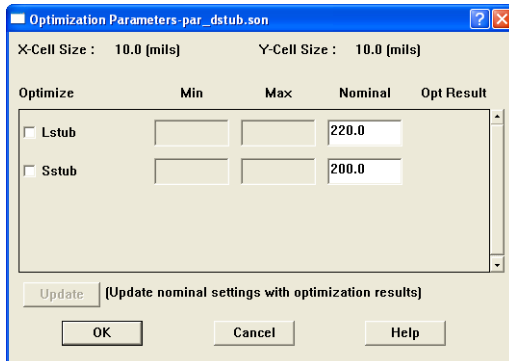 Optimization Parameters-par_dstub.son
X-Cell Size : 10.0 (mils) Y-Cell Size : 10.0 (mils)
Optimize Min Max Nominal Opt Result
Lstub 220.0
Sstub 200.0
Update (Update nominal settings with optimization results)
OK Cancel Help